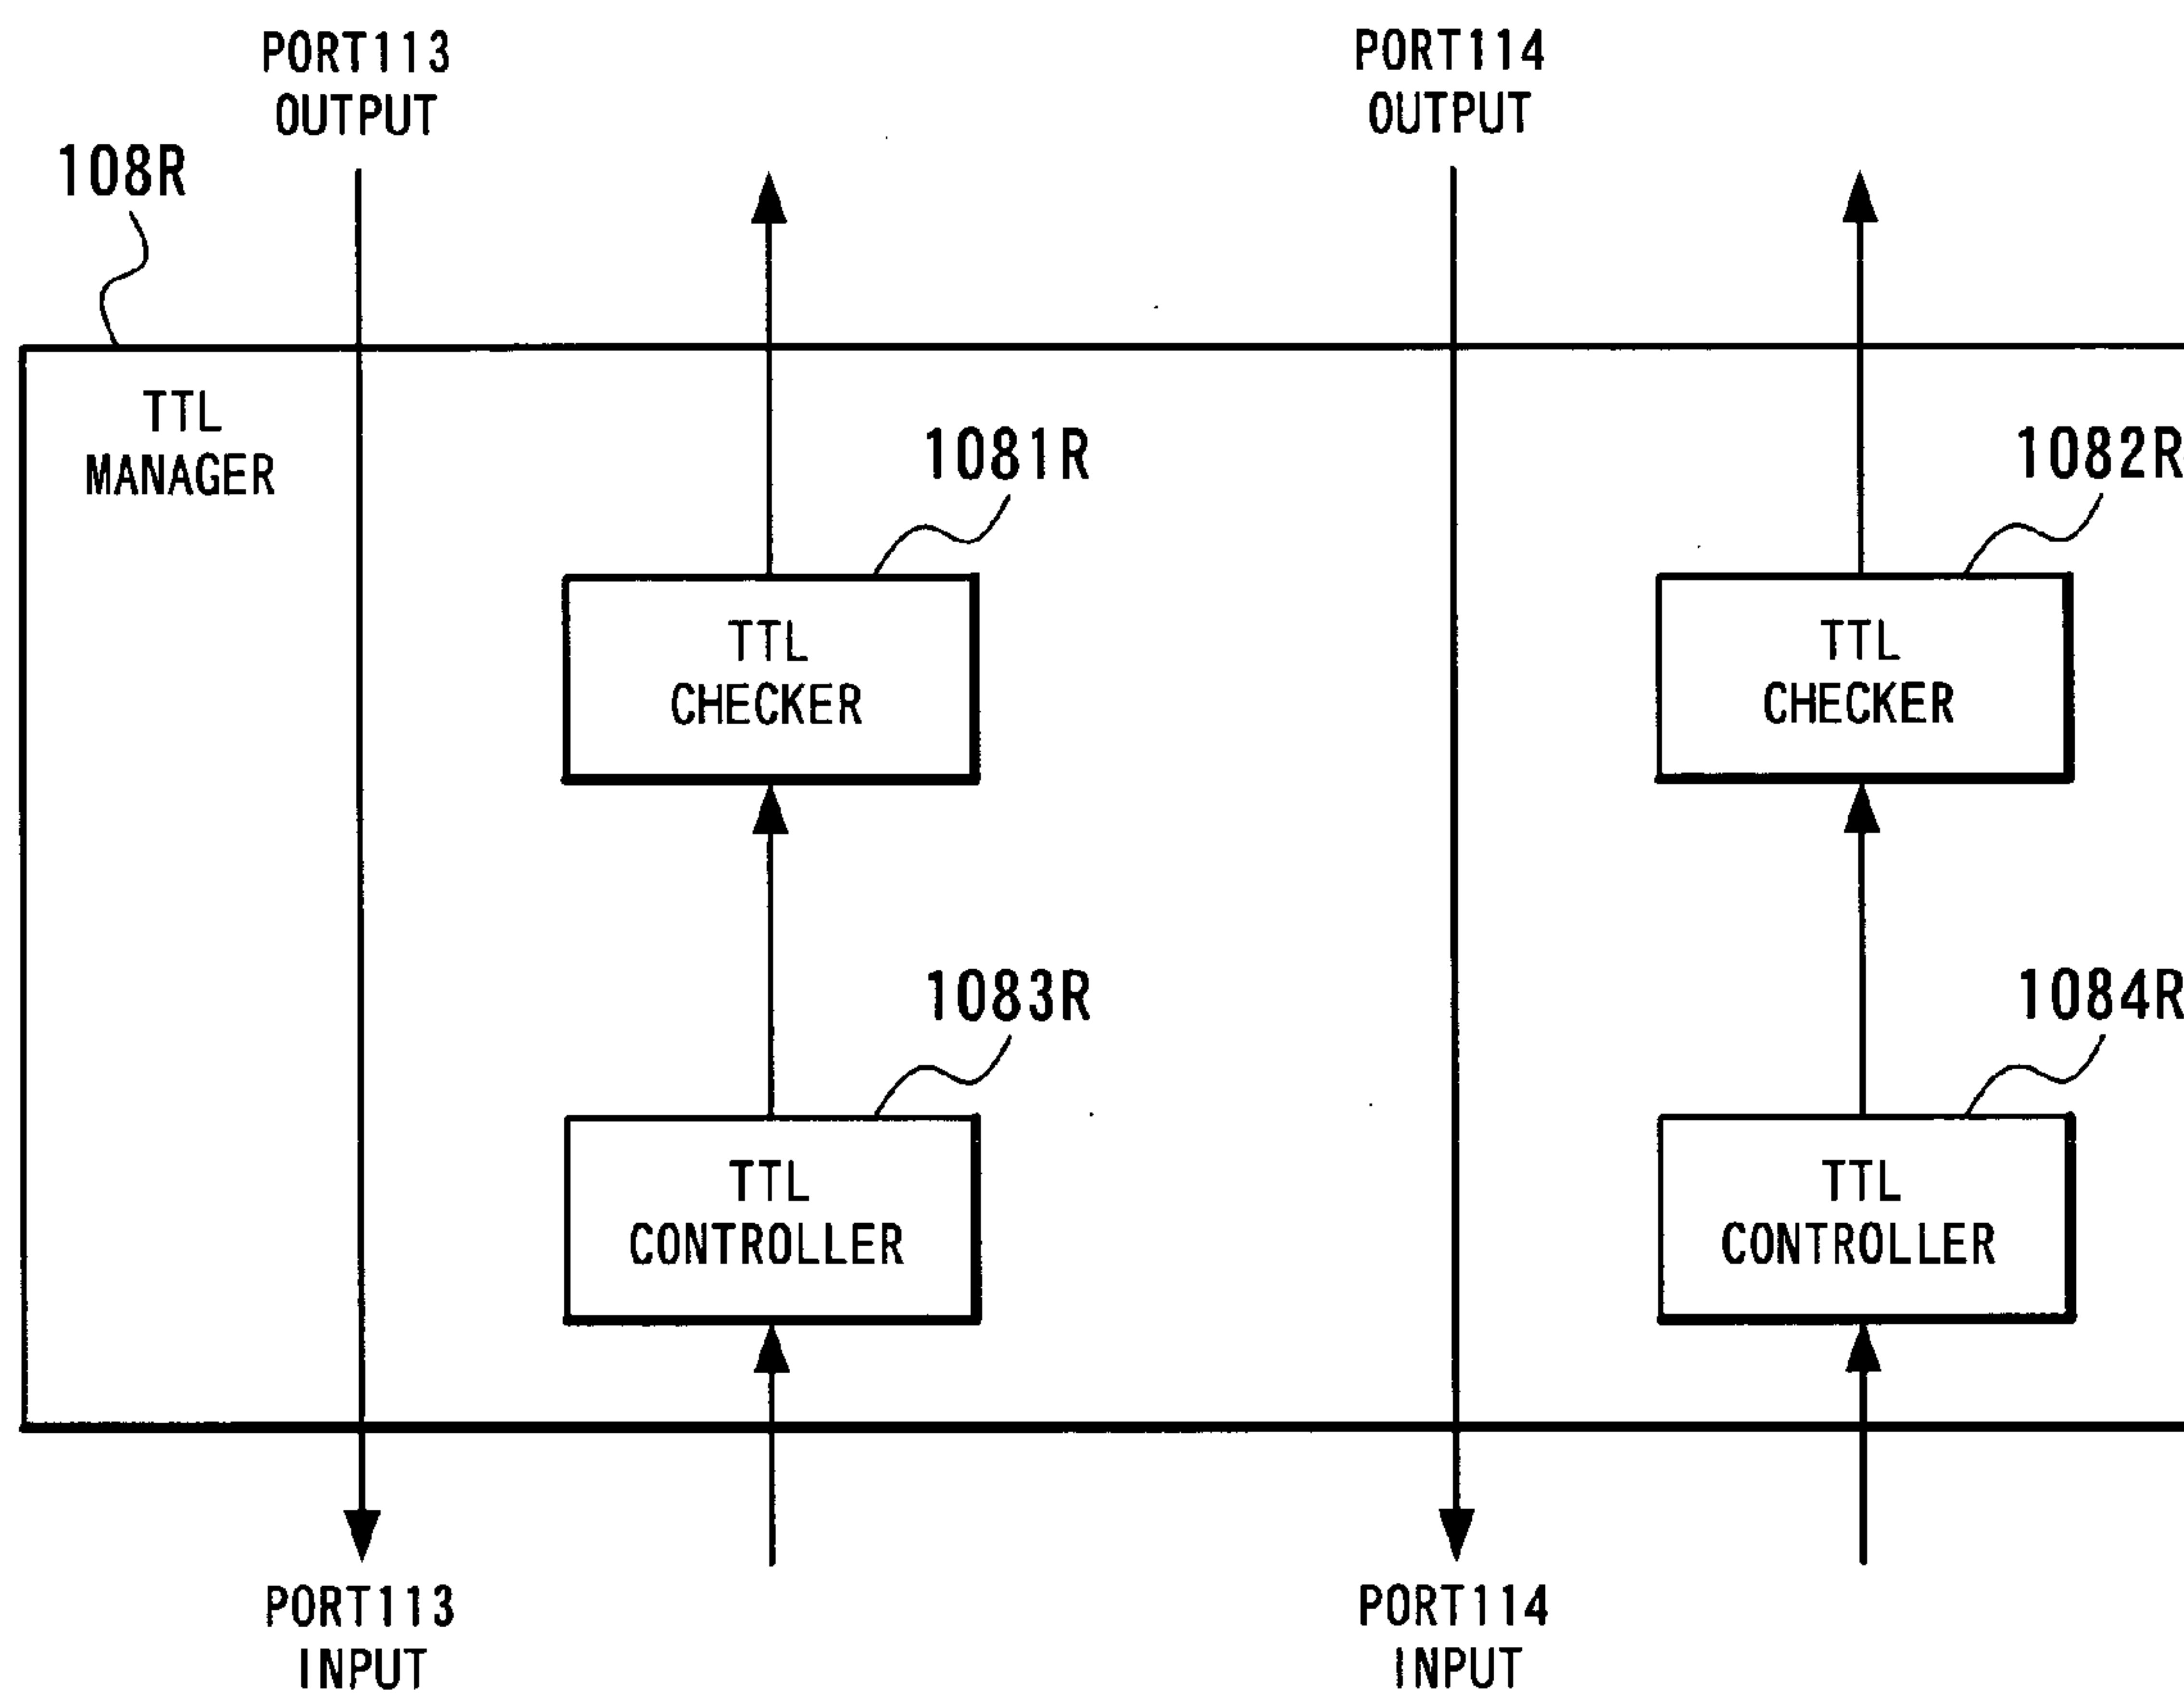 PORT113
OUTPUT
PORT114
OUTPUT
108R
TTL
MANAGER
1081R
1082R
TTL
CHECKER
TTL
CHECKER
1083R
1084R
TTL
CONTROLLER
TTL
CONTROLLER
PORT113
INPUT
PORT114
INPUT